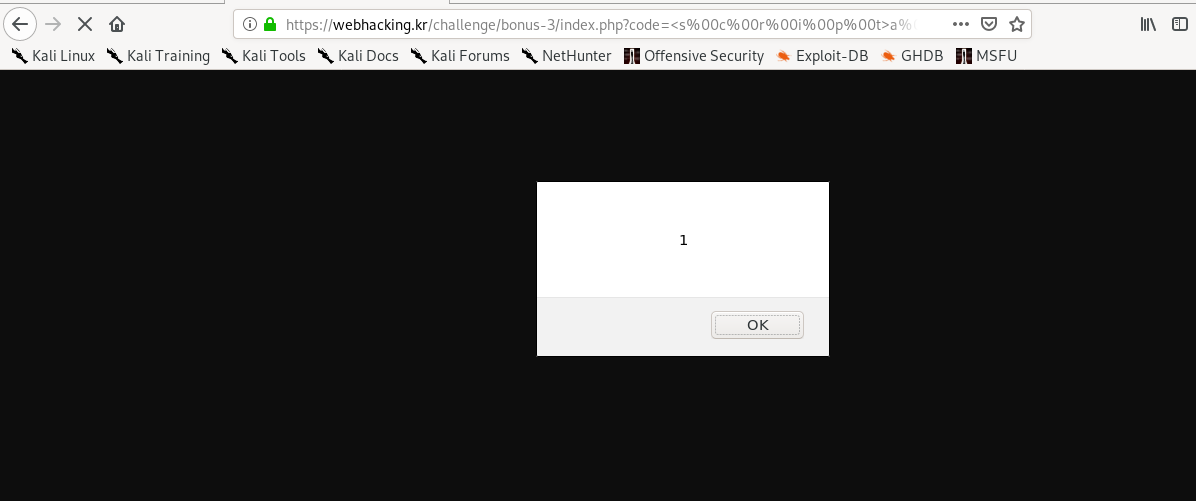 https://webhacking.kr/challenge/bonus-3/index.php?code=<s%00c%00r%00i%00p%00t>a%
Kali Linux Kali Training Kali Tools Kali Docs Kali Forums NetHunter Offensive Security Exploit-DB GHDB MSFU
1
OK